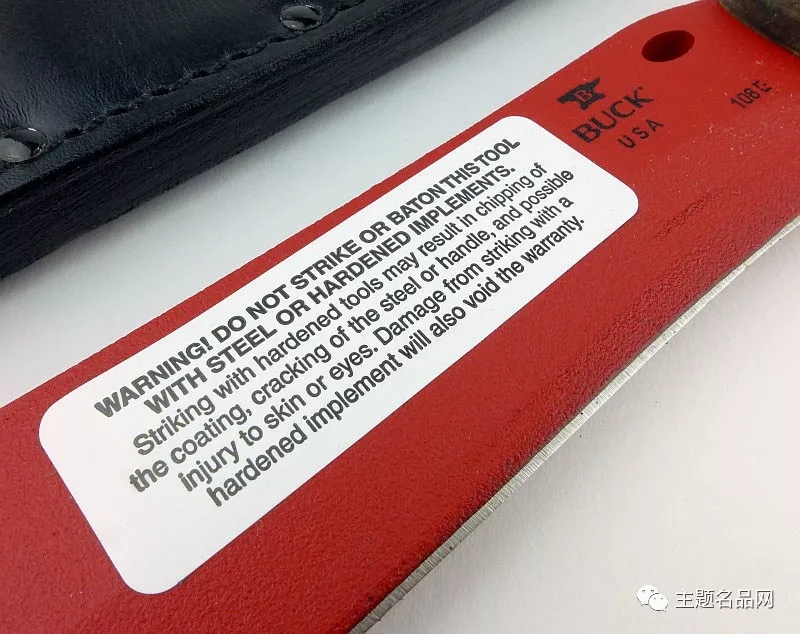 B
BUCK®
USA
108 E
WARNING! DO NOT STRIKE OR BATON THIS TOOL
WITH STEEL OR HARDENED IMPLEMENTS.
Striking with hardened tools may result in chipping of
the coating, cracking of the steel or handle, and possible
injury to skin or eyes. Damage from striking with a
hardened implement will also void the warranty.
主题名品网